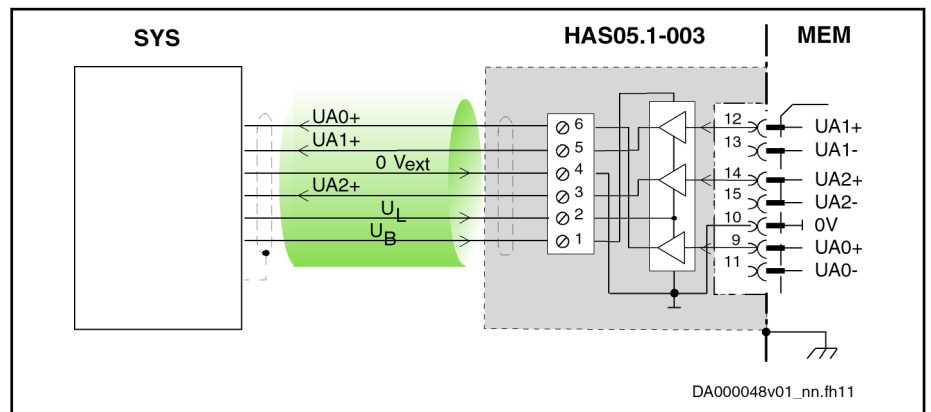 SYS
HAS05.1-003
MEM
UA0+
UA1+
0 Vext
UA2+
UL
UB
6
5
4
3
2
1
12
13
14
15
10
9
11
UA1+
UA1-
UA2+
UA2-
0V
UA0+
UA0-
DA000048v01_nn.fh11